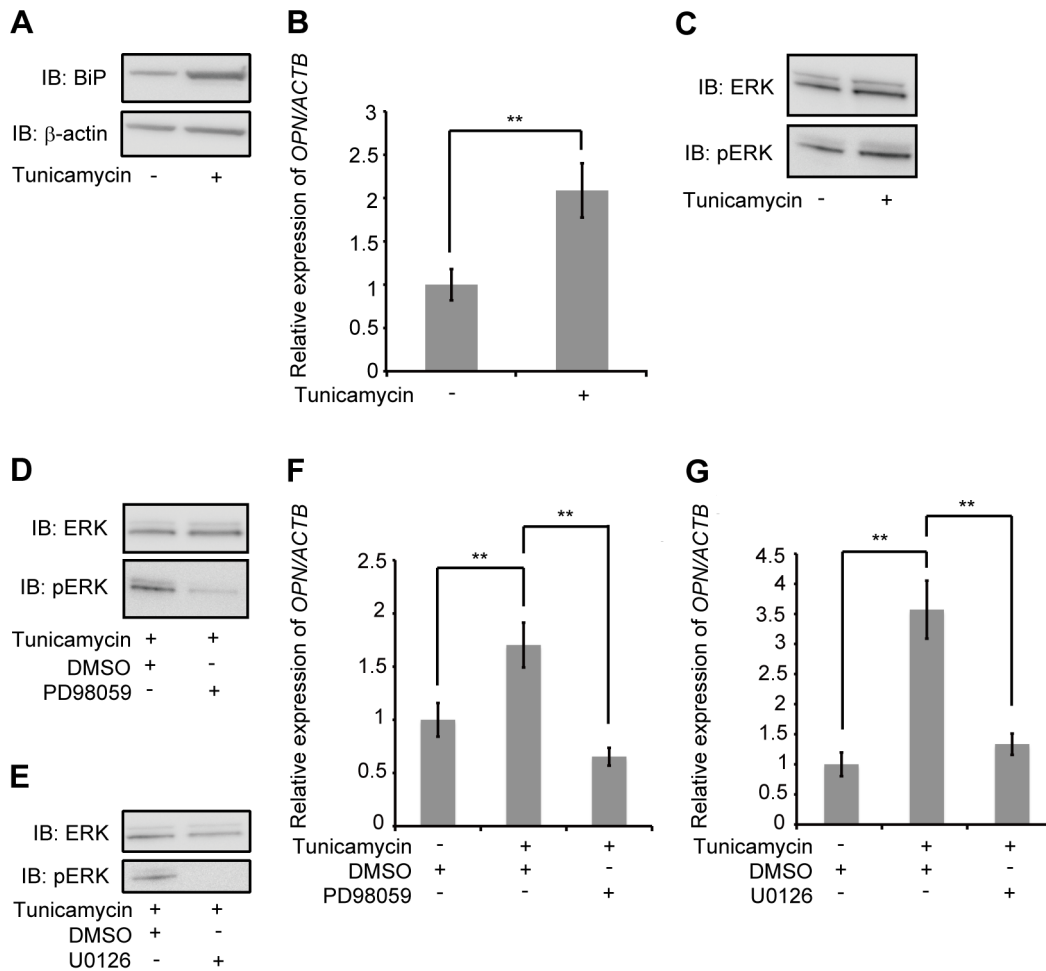 A
IB: BiP
IB: β-actin
Tunicamycin - +
B
Relative expression of OPN/ACTB
3
2.5
2
1.5
1
0.5
0
**
Tunicamycin - +
C
IB: ERK
IB: pERK
Tunicamycin - +
D
IB: ERK
IB: pERK
Tunicamycin + +
DMSO + -
PD98059 - +
E
IB: ERK
IB: pERK
Tunicamycin + +
DMSO + -
U0126 - +
F
Relative expression of OPN/ACTB
2.5
2
1.5
1
0.5
0
**
**
Tunicamycin - + +
DMSO + + -
PD98059 - - +
G
Relative expression of OPN/ACTB
4.5
4
3.5
3
2.5
2
1.5
1
0.5
0
**
**
Tunicamycin - + +
DMSO + + -
U0126 - - +